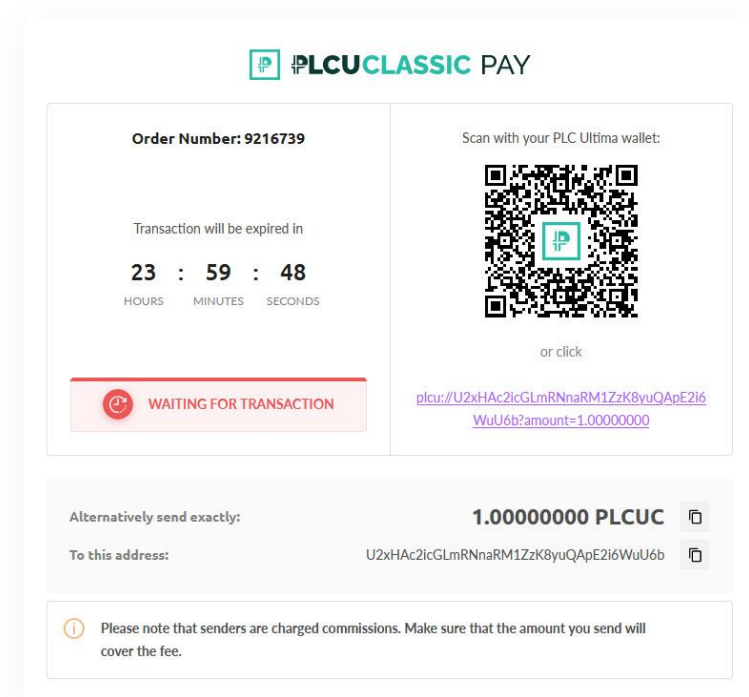 PLCUCLASSIC PAY
Order Number: 9216739
Transaction will be expired in
23 : 59 : 48
HOURS MINUTES SECONDS
WAITING FOR TRANSACTION
Scan with your PLC Ultima wallet:
or click
plcu://U2xHAc2icGLmRNnaRM1ZzK8yuQApE2i6
WuU6b?amount=1.00000000
Alternatively send exactly: 1.00000000 PLCUC
To this address: U2xHAc2icGLmRNnaRM1ZzK8yuQApE2i6WuU6b
Please note that senders are charged commissions. Make sure that the amount you send will
cover the fee.